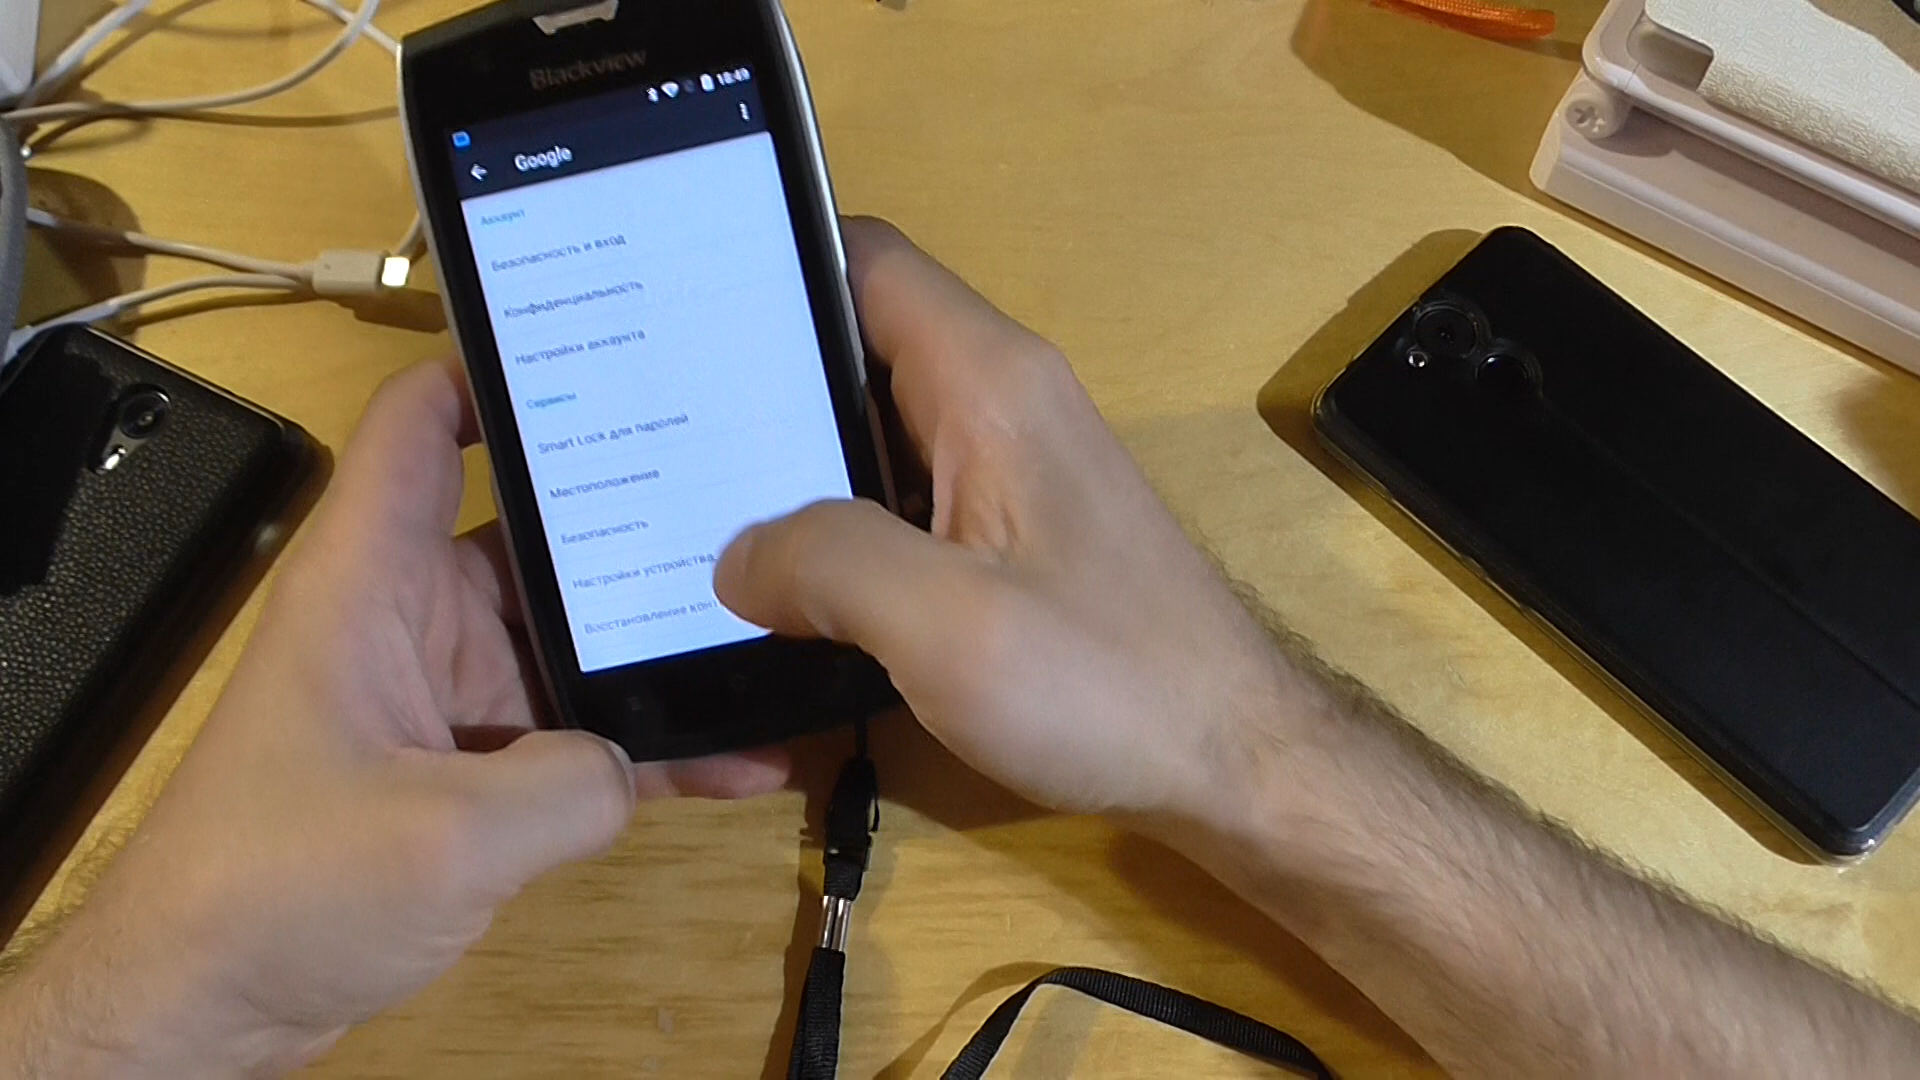 Blackview
18:49
Google
Аккаунт
Безопасность и вход
Конфиденциальность
Настройки аккаунта
Сервисы
Smart Lock для паролей
Местоположение
Безопасность
Настройки устройства
Восстановление конт